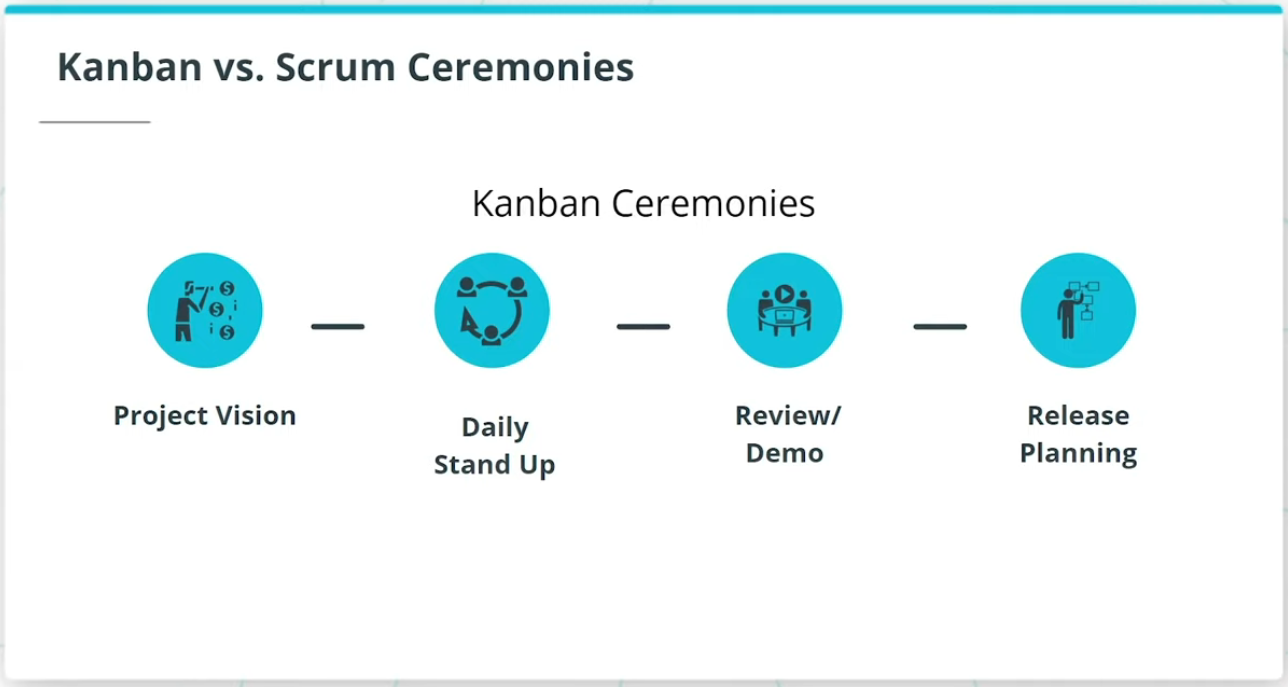 Kanban vs. Scrum Ceremonies
Kanban Ceremonies
Project Vision
Daily
Stand Up
Review/
Demo
Release
Planning